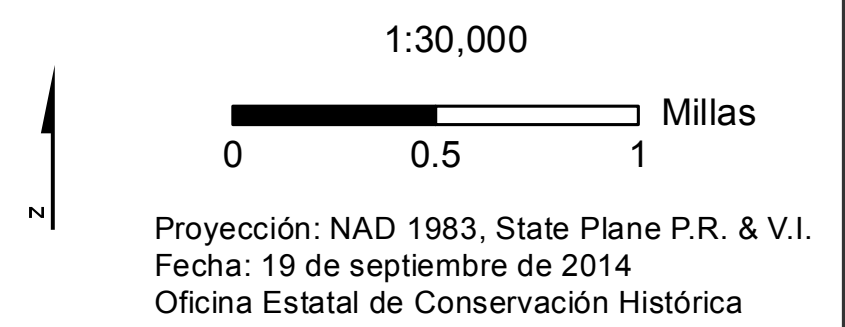 1:30,000
Millas
0 0.5 1
N
Proyección: NAD 1983, State Plane P.R. & V.I.
Fecha: 19 de septiembre de 2014
Oficina Estatal de Conservación Histórica